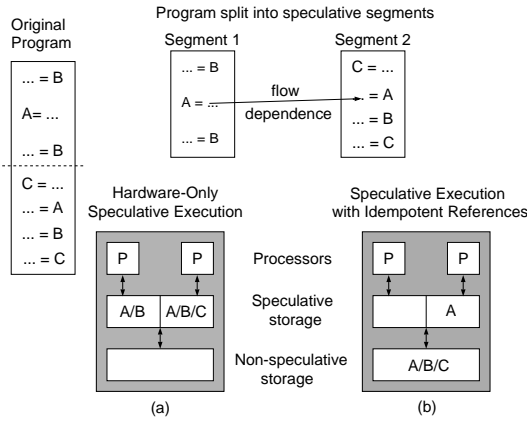 Original
Program
... = B
A= ...
... = B
C = ...
... = A
... = B
... = C
Program split into speculative segments
Segment 1
... = B
A = ...
... = B
flow
dependence
Segment 2
C = ...
... = A
... = B
... = C
Hardware-Only
Speculative Execution
Speculative Execution
with Idempotent References
P
P
Processors
P
P
A/B
A/B/C
Speculative
storage
A
Non-speculative
storage
A/B/C
(a)
(b)